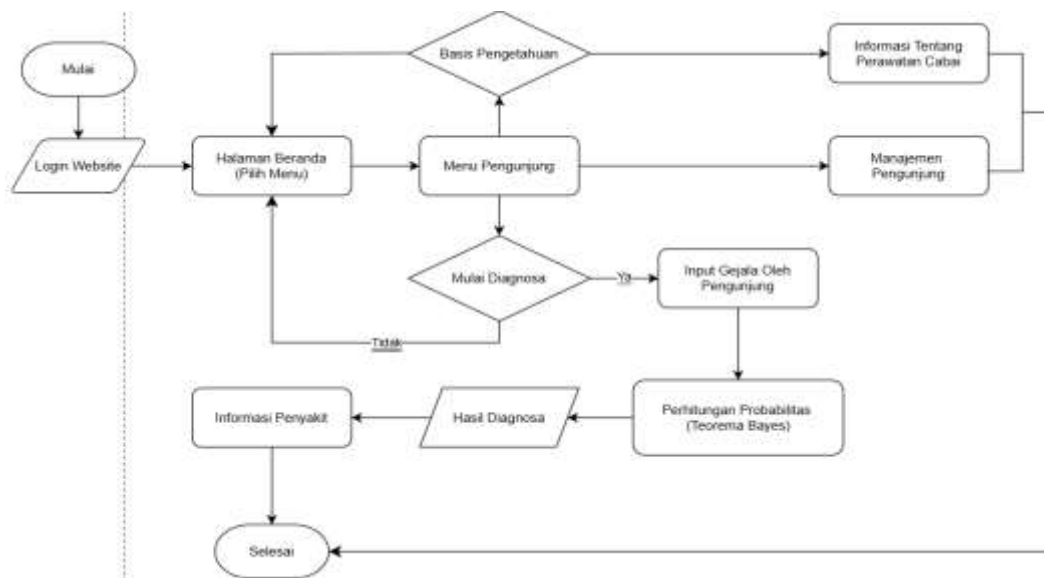 Basis Pengetahuan
Informasi Tentang
Perawatan Cabai
Mulai
Login Website
Halaman Beranda
(Pilih Menu)
Menu Pengunjung
Manajemen
Pengunjung
Mulai Diagnosa
Ya
Input Gejala Oleh
Pengunjung
Tidak
Informasi Penyakit
Hasil Diagnosa
Perhitungan Probabilitas
(Teorema Bayes)
Selesai